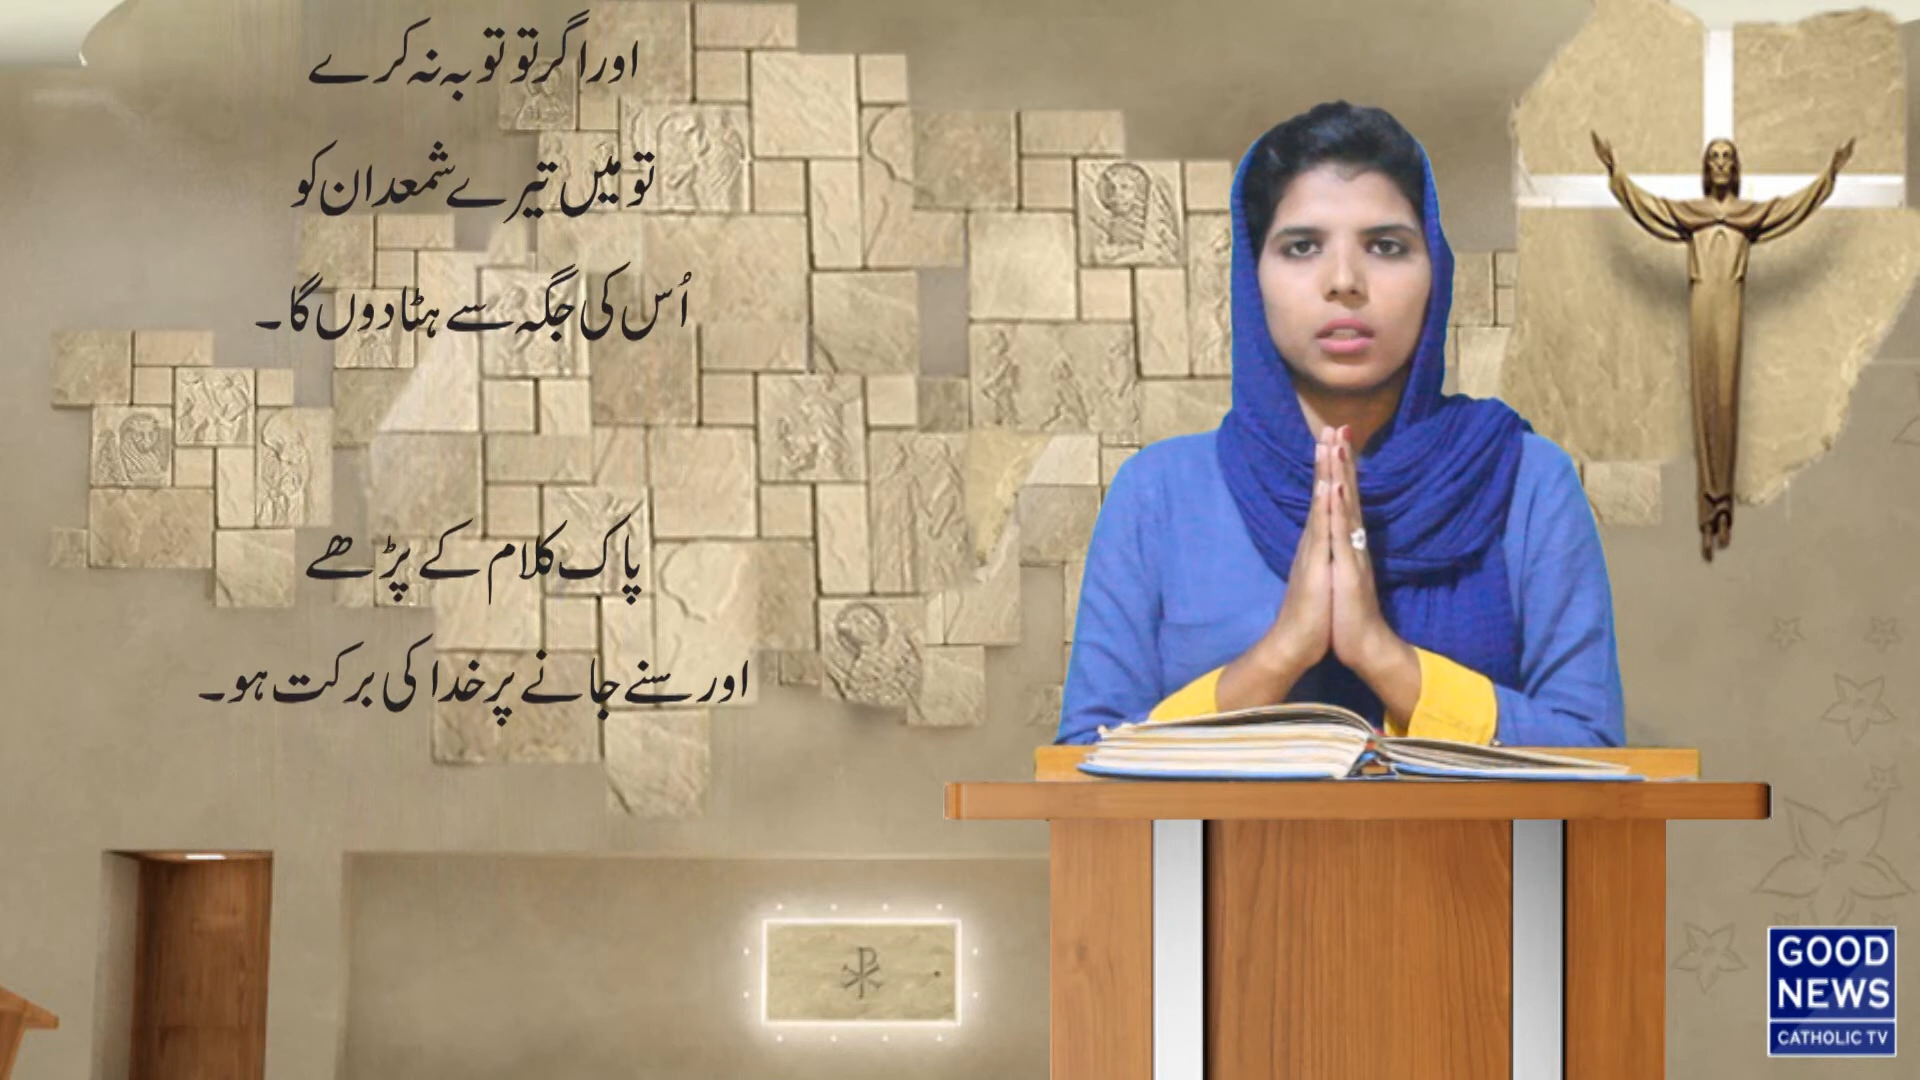 اور اگر تو توبہ نہ کرے
تو میں تیرے شمعدان کو
اُس کی جگہ سے ہٹا دوں گا۔
پاک کلام کے پڑھے
اور سنے جانے پر خدا کی برکت ہو۔
GOOD
NEWS
CATHOLIC TV